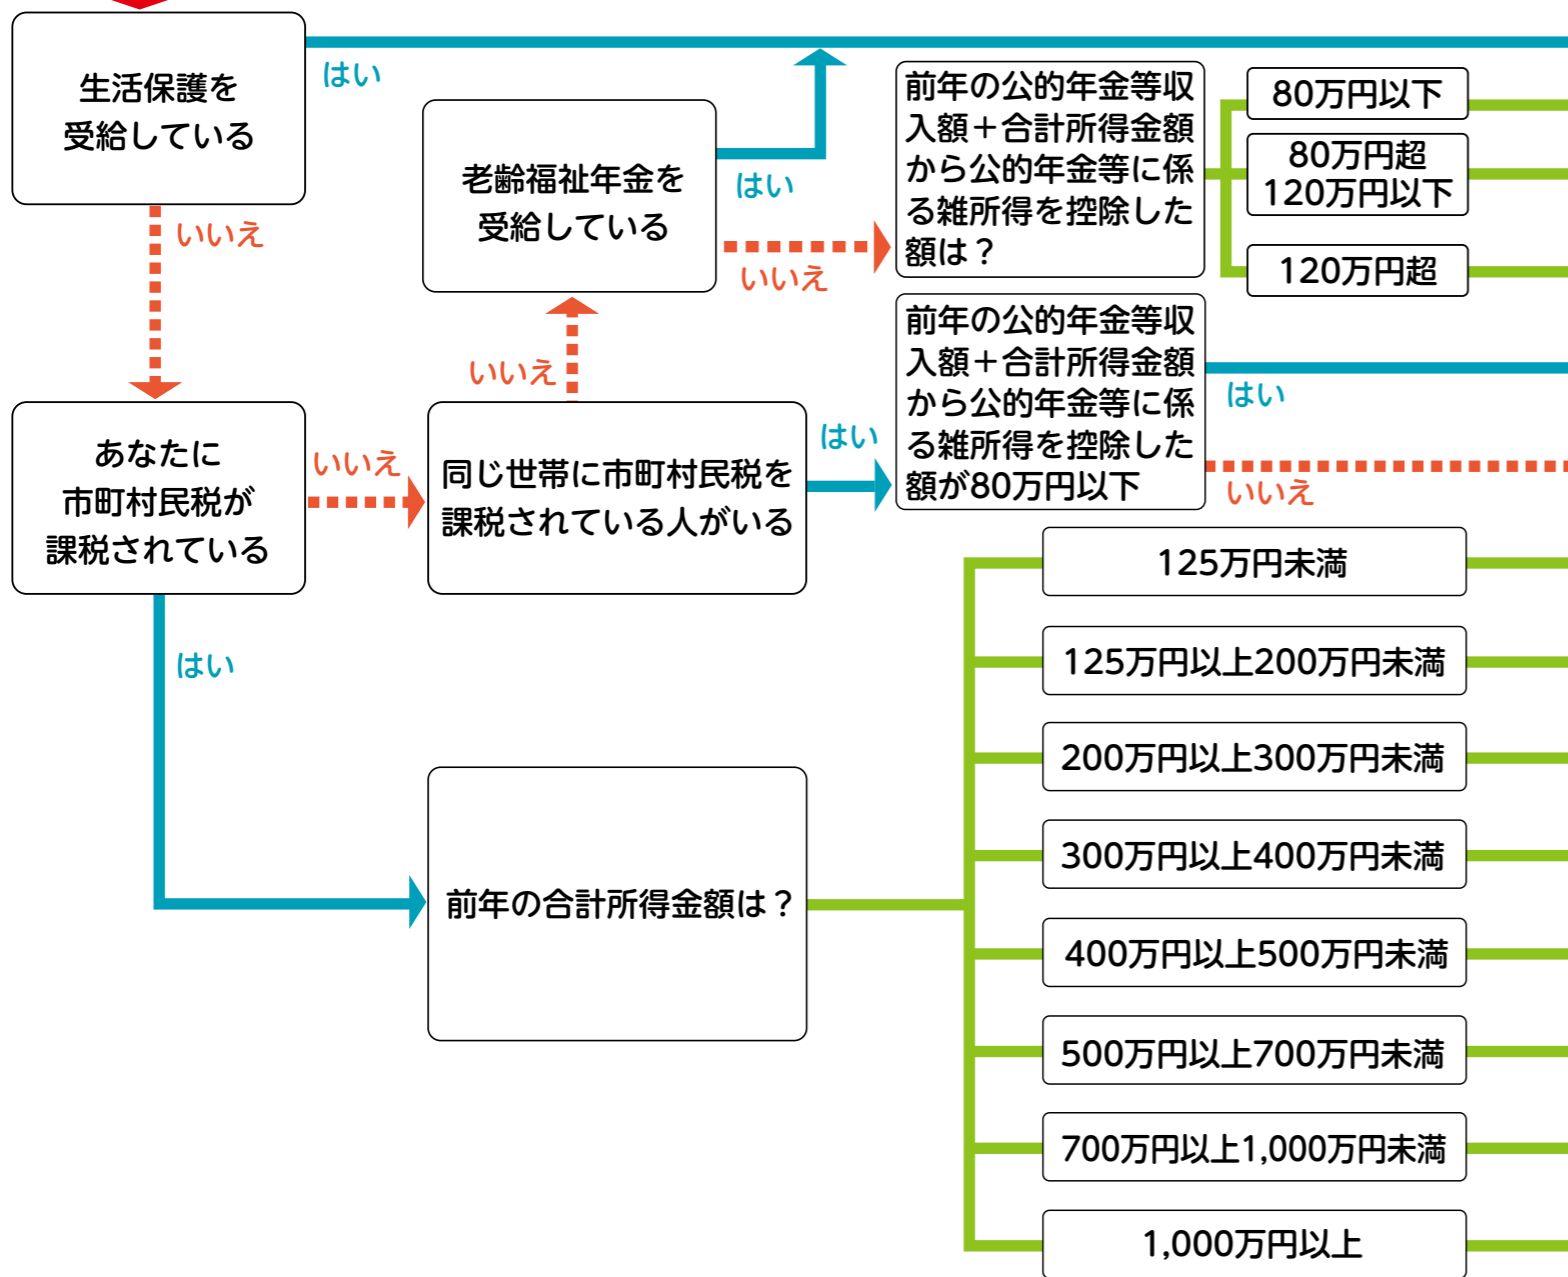 生活保護を
受給している
はい
いいえ
老齢福祉年金を
受給している
はい
いいえ
前年の公的年金等収
入額＋合計所得金額
から公的年金等に係
る雑所得を控除した
額は？
80万円以下
80万円超
120万円以下
120万円超
あなたに
市町村民税が
課税されている
いいえ
はい
同じ世帯に市町村民税を
課税されている人がいる
いいえ
はい
前年の公的年金等収
入額＋合計所得金額
から公的年金等に係
る雑所得を控除した
額が80万円以下
はい
いいえ
前年の合計所得金額は？
125万円未満
125万円以上200万円未満
200万円以上300万円未満
300万円以上400万円未満
400万円以上500万円未満
500万円以上700万円未満
700万円以上1,000万円未満
1,000万円以上